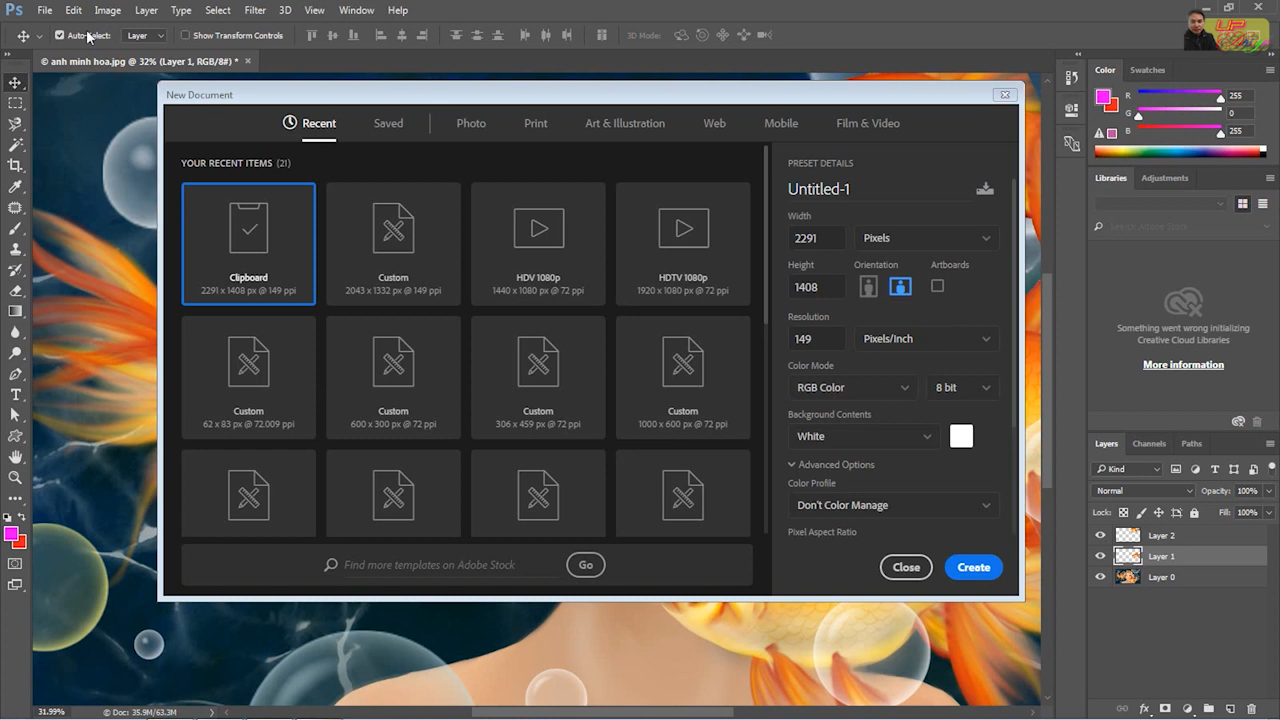 Ps File Edit Image Layer Type Select Filter 3D View Window Help
Auto-Select: Layer Show Transform Controls 3D Mode:
© anh minh hoa.jpg @ 32% (Layer 1, RGB/8#) * ×
New Document
Recent Saved Photo Print Art & Illustration Web Mobile Film & Video
YOUR RECENT ITEMS (21)
Clipboard
2291 x 1408 px @ 149 ppi
Custom
2043 x 1332 px @ 149 ppi
HDV 1080p
1440 x 1080 px @ 72 ppi
HDTV 1080p
1920 x 1080 px @ 72 ppi
Custom
62 x 83 px @ 72.009 ppi
Custom
600 x 300 px @ 72 ppi
Custom
306 x 459 px @ 72 ppi
Custom
1000 x 600 px @ 72 ppi
Find more templates on Adobe Stock Go
PRESET DETAILS
Untitled-1
Width
2291 Pixels
Height Orientation Artboards
1408
Resolution
149 Pixels/Inch
Color Mode
RGB Color 8 bit
Background Contents
White
Advanced Options
Color Profile
Don't Color Manage
Pixel Aspect Ratio
Close Create
UP
Color Swatches
R 255
G 0
B 255
Libraries Adjustments
Search Adobe Stock
Something went wrong initializing
Creative Cloud Libraries
More information
Layers Channels Paths
Kind
Normal Opacity: 100%
Lock: Fill: 100%
Layer 2
Layer 1
Layer 0
31.99% Doc: 35.9M/63.3M